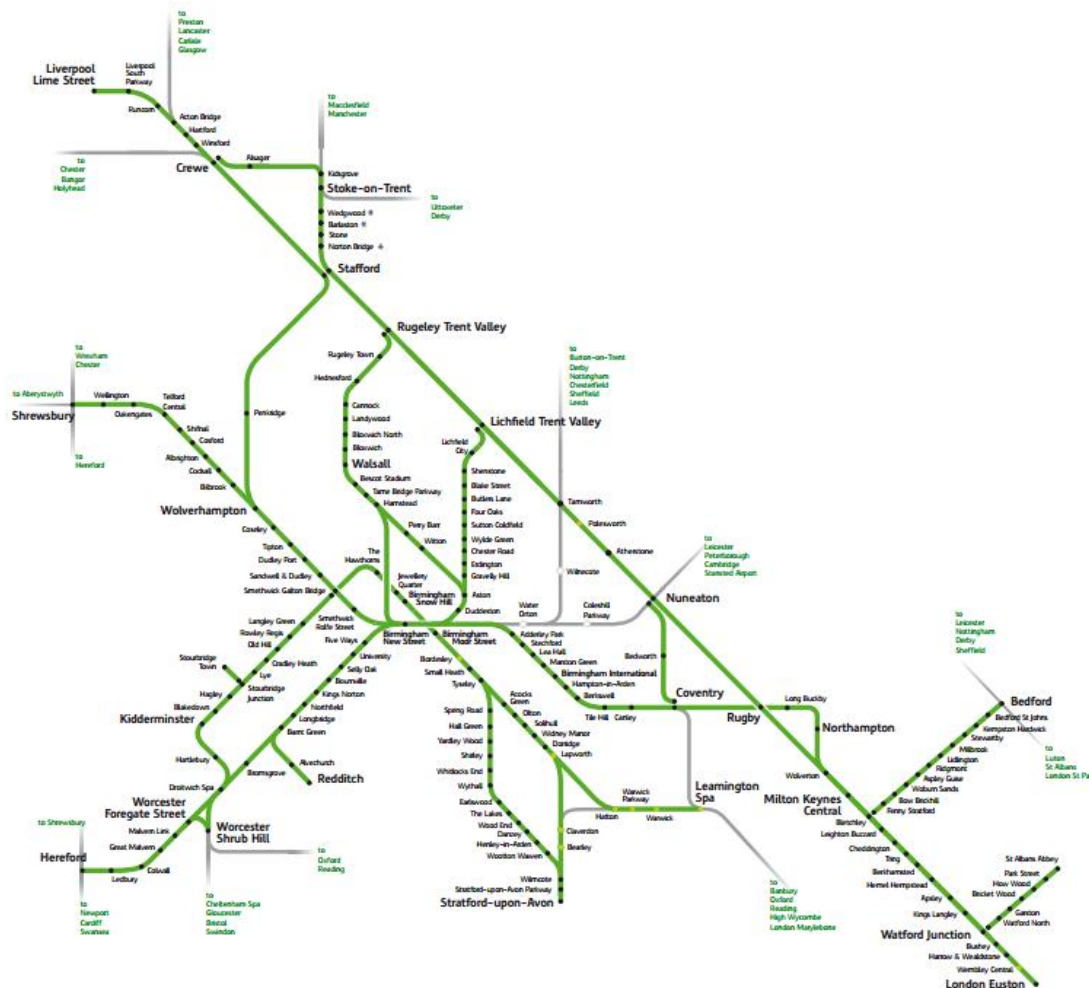 to
Preston
Lancaster
Carlisle
Glasgow
Liverpool
Lime Street
Liverpool
South
Parkway
Runcorn
Acton Bridge
Hartford
Winsford
to
Macclesfield
Manchester
to
Chester
Bangor
Holyhead
Crewe
Alsager
Kidsgrove
Stoke-on-Trent
to
Uttoxeter
Derby
Wedgwood *
Barlaston *
Stone
Norton Bridge *
Stafford
Rugeley Trent Valley
Rugeley Town
Hednesford
Cannock
Landywood
Bloxwich North
Bloxwich
Walsall
Bescot Stadium
Tame Bridge Parkway
Hamstead
Perry Barr
Witton
to
Wrexham
Chester
to Aberystwyth
Shrewsbury
to
Hereford
Wellington
Oakengates
Telford
Central
Shifnal
Cosford
Albrighton
Codsall
Bilbrook
Penkridge
Wolverhampton
Coseley
Tipton
Dudley Port
Sandwell & Dudley
Smethwick Galton Bridge
Smethwick
Rolfe Street
to
Burton-on-Trent
Derby
Nottingham
Chesterfield
Sheffield
Leeds
Lichfield Trent Valley
Lichfield
City
Shenstone
Blake Street
Butlers Lane
Four Oaks
Sutton Coldfield
Wylde Green
Chester Road
Erdington
Gravelly Hill
Aston
Duddeston
Tamworth
Polesworth
Atherstone
Wilnecote
Water
Orton
Coleshill
Parkway
Nuneaton
to
Leicester
Peterborough
Cambridge
Stansted Airport
The
Hawthorns
Jewellery
Quarter
Birmingham
Snow Hill
Birmingham
New Street
Birmingham
Moor Street
Langley Green
Rowley Regis
Old Hill
Cradley Heath
Lye
Stourbridge
Town
Stourbridge
Junction
Hagley
Blakedown
Kidderminster
Hartlebury
Droitwich Spa
Five Ways
University
Selly Oak
Bournville
Kings Norton
Northfield
Longbridge
Barnt Green
Alvechurch
Redditch
Bromsgrove
Worcester
Foregate Street
Worcester
Shrub Hill
Malvern Link
Great Malvern
Colwall
Ledbury
to Shrewsbury
Hereford
to
Newport
Cardiff
Swansea
to
Cheltenham Spa
Gloucester
Bristol
Swindon
to
Oxford
Reading
Adderley Park
Stechford
Lea Hall
Marston Green
Birmingham International
Hampton-in-Arden
Berkswell
Tile Hill
Canley
Coventry
Bedworth
Rugby
Long Buckby
Northampton
Wolverton
Bordesley
Small Heath
Tyseley
Spring Road
Hall Green
Yardley Wood
Shirley
Whitlocks End
Wythall
Earlswood
The Lakes
Wood End
Danzey
Henley-in-Arden
Wootton Wawen
Wilmcote
Stratford-upon-Avon Parkway
Stratford-upon-Avon
Acocks
Green
Olton
Solihull
Widney Manor
Dorridge
Lapworth
Claverdon
Bearley
Hatton
Warwick
Parkway
Warwick
Leamington
Spa
to
Banbury
Oxford
Reading
High Wycombe
London Marylebone
to
Leicester
Nottingham
Derby
Sheffield
Bedford
Bedford St Johns
Kempston Hardwick
Stewartby
Millbrook
Lidlington
Ridgmont
Aspley Guise
Woburn Sands
Bow Brickhill
Fenny Stratford
to
Luton
St Albans
London St Pa
Milton Keynes
Central
Bletchley
Leighton Buzzard
Cheddington
Tring
Berkhamsted
Hemel Hempstead
Apsley
Kings Langley
Watford Junction
St Albans Abbey
Park Street
How Wood
Bricket Wood
Garston
Watford North
Bushey
Harrow & Wealdstone
Wembley Central
London Euston